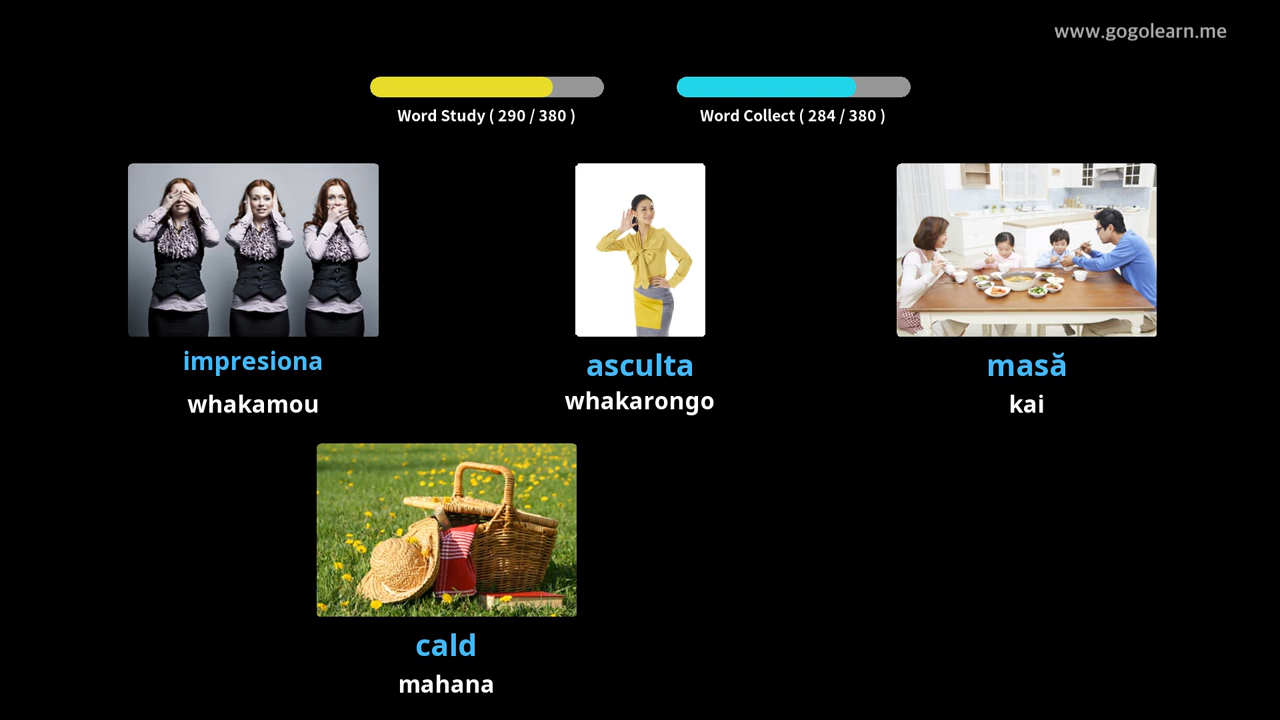 www.gogolearn.me
Word Study ( 290 / 380 )
Word Collect ( 284 / 380 )
impresiona
whakamou
asculta
whakarongo
masă
kai
cald
mahana